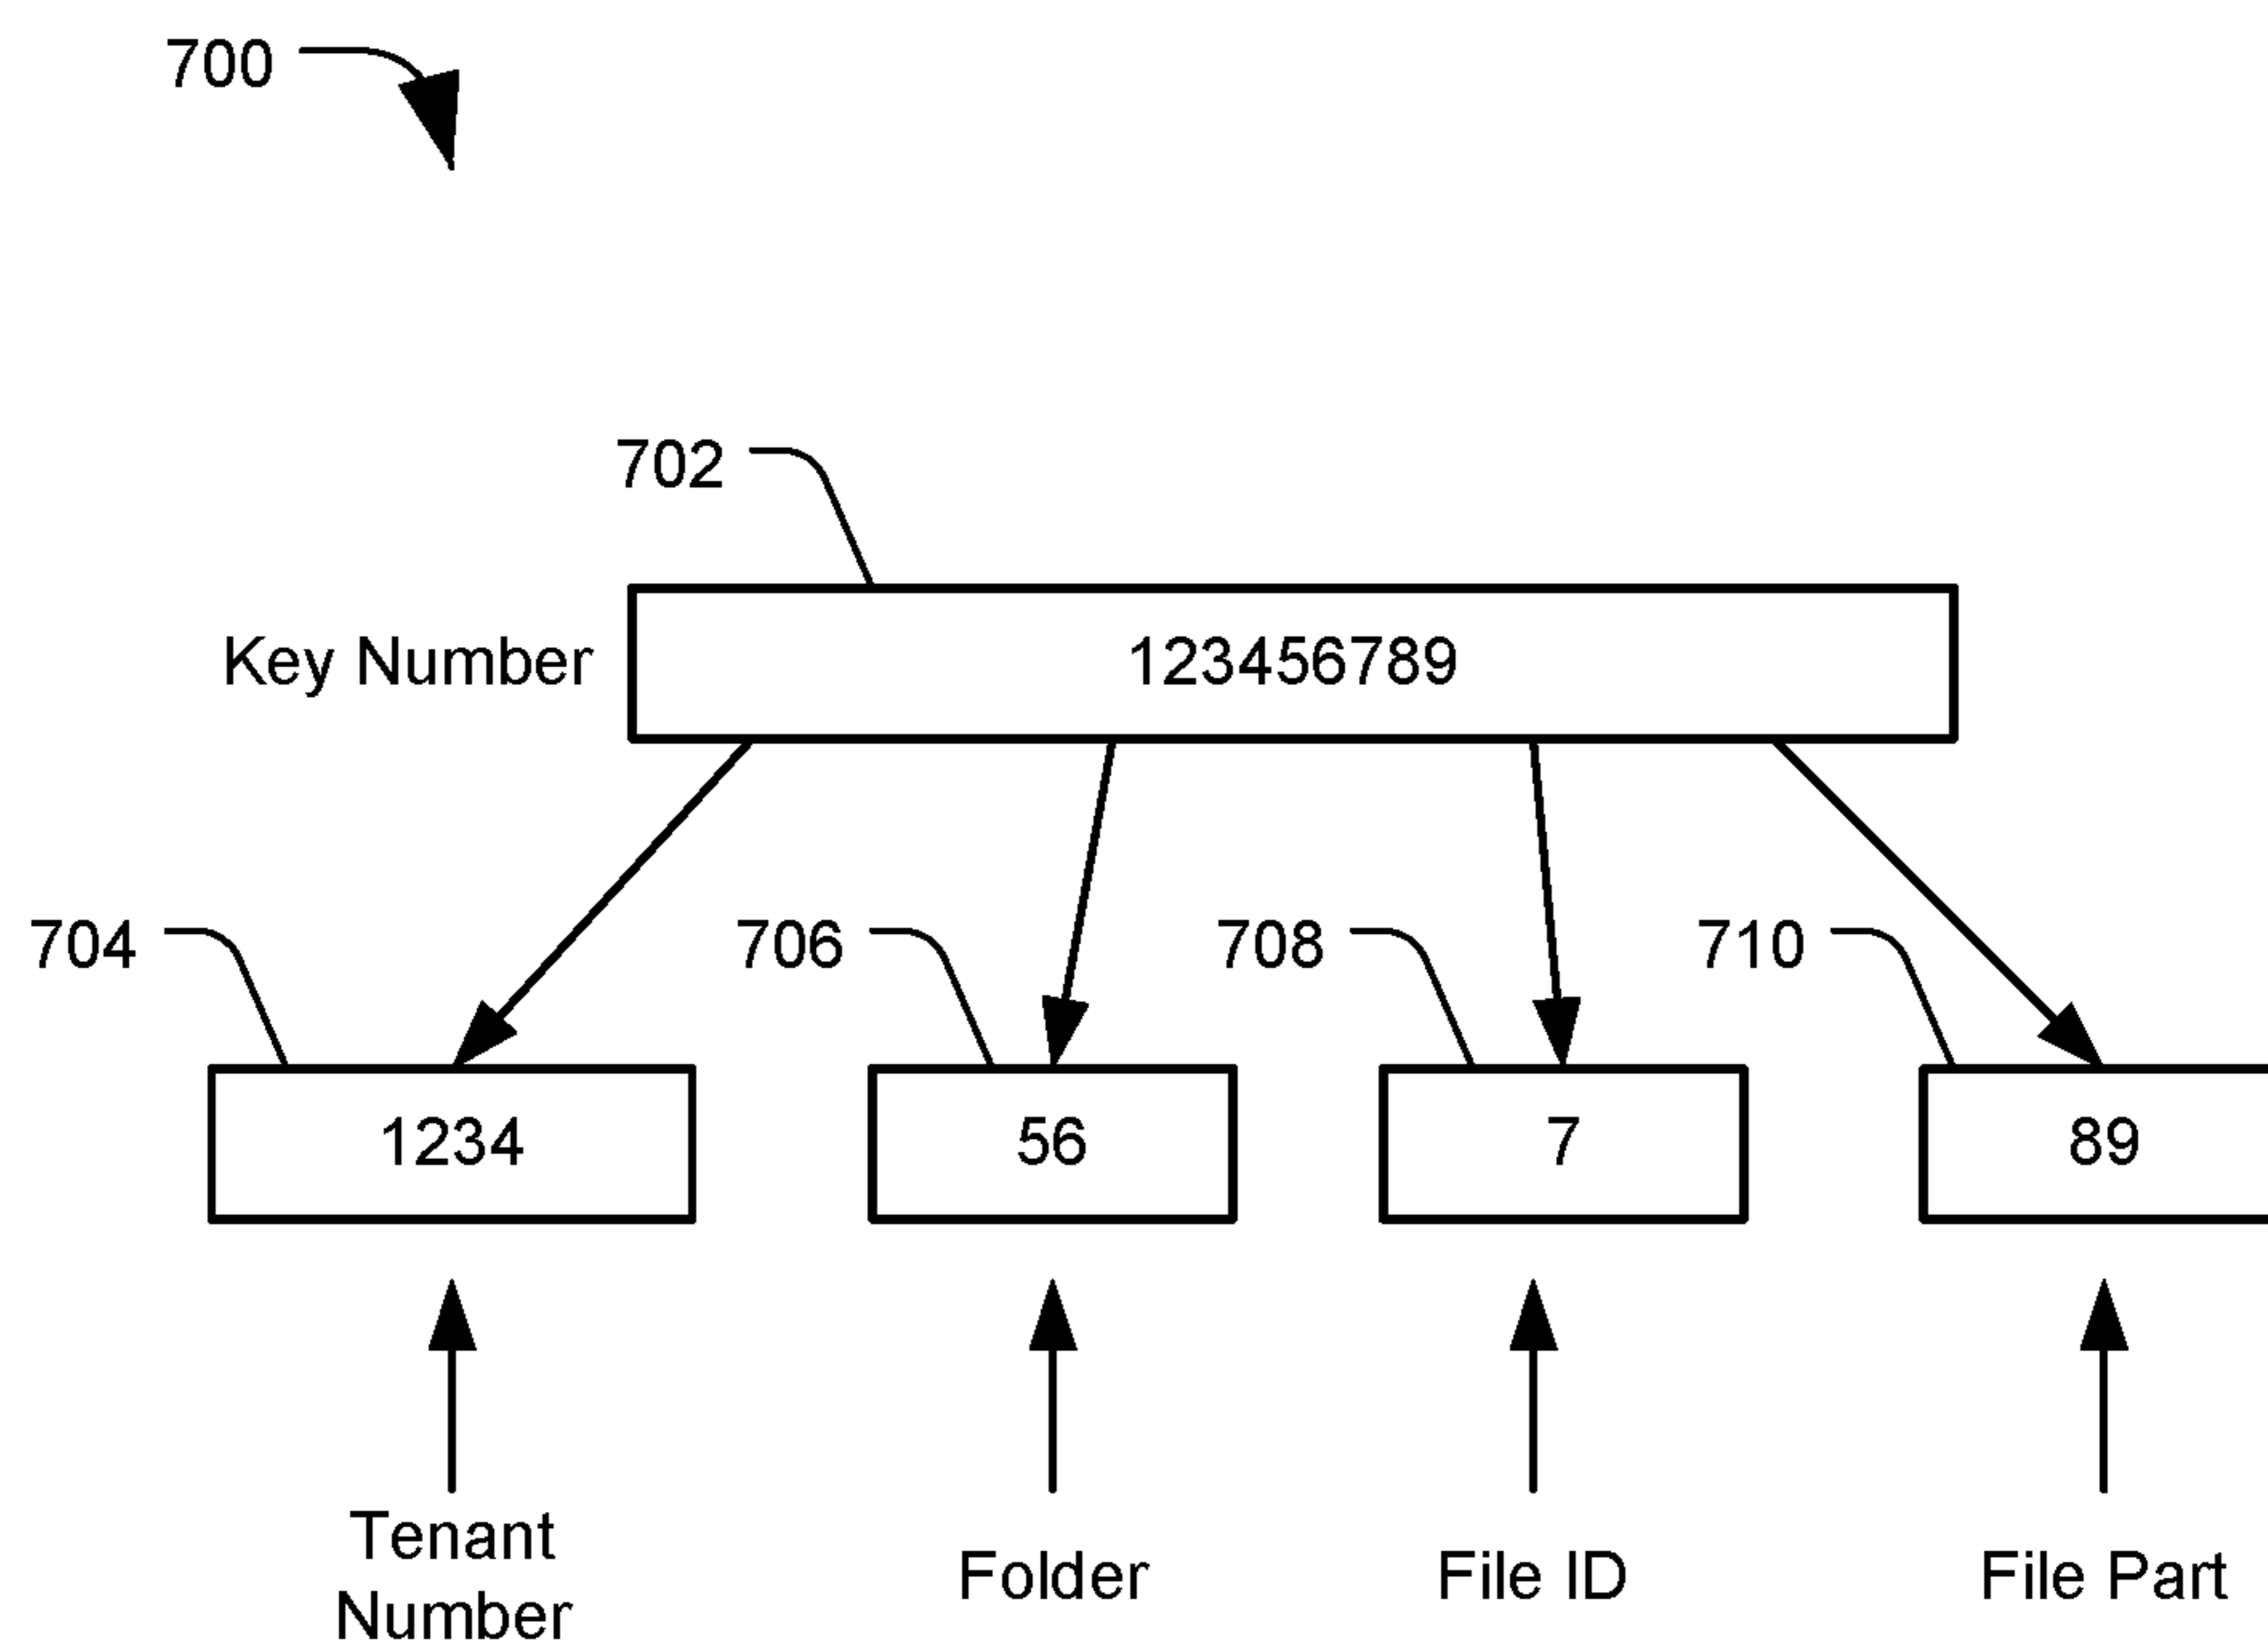 700
702
Key Number 123456789
704 706 708 710
1234 56 7 89
Tenant
Number
Folder File ID File Part